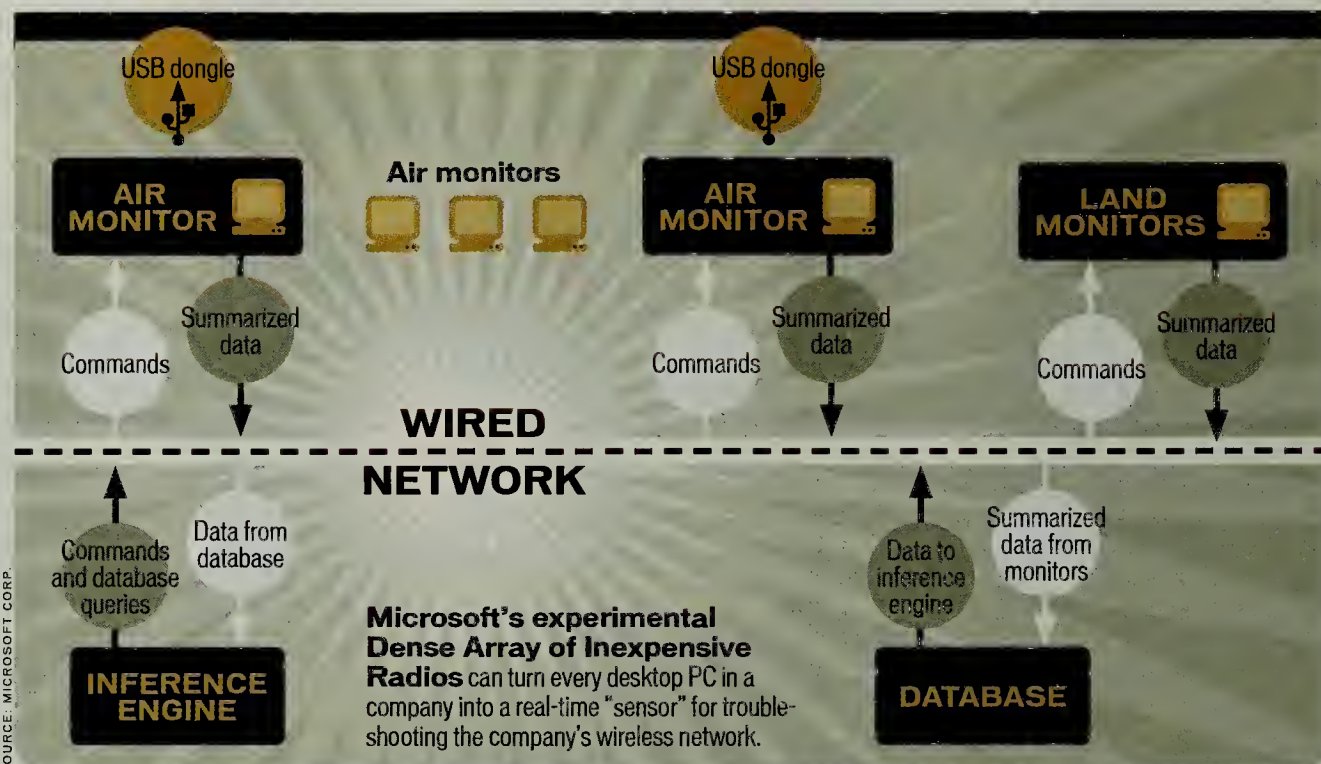 USB dongle
USB dongle
AIR
MONITOR
Air monitors
AIR
MONITOR
LAND
MONITORS
Commands
Summarized
data
Commands
Summarized
data
Commands
Summarized
data
WIRED
NETWORK
Commands
and database
queries
Data from
database
Data to
inference
engine
Summarized
data from
monitors
INFERENCE
ENGINE
Microsoft's experimental
Dense Array of Inexpensive
Radios can turn every desktop PC in a
company into a real-time "sensor" for trouble-
shooting the company's wireless network.
DATABASE
OURCE: MICROSOFT CORP.